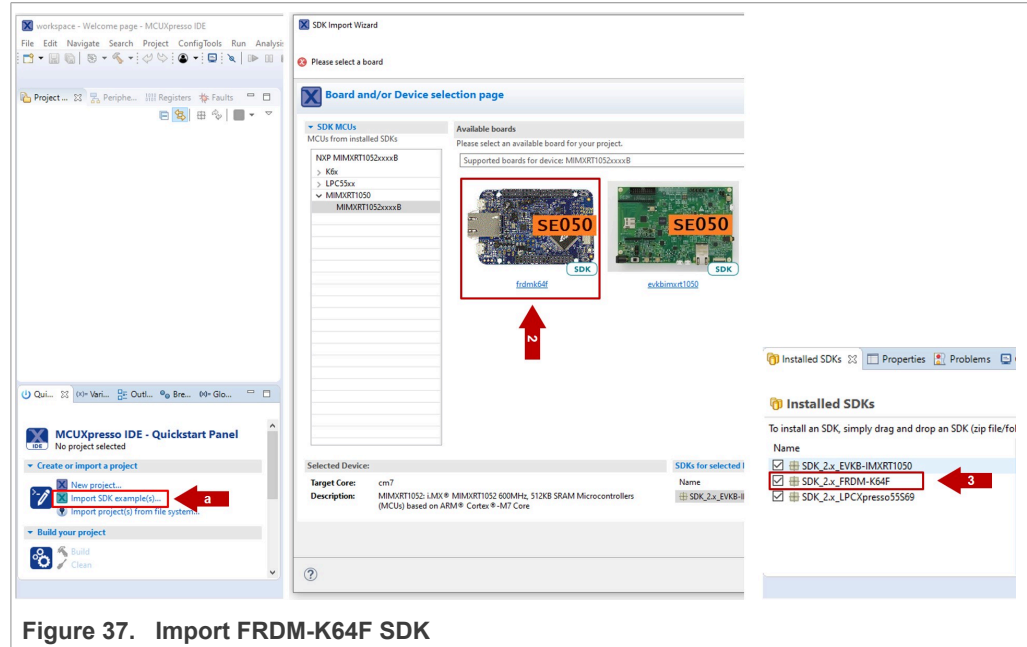 workspace - Welcome page - MCUXpresso IDE
File Edit Navigate Search Project ConfigTools Run Analysis
Project ... Periphe... Registers Faults
Qui... (x)= Vari... Outl... Bre... (x)= Glo...
IDE
MCUXpresso IDE - Quickstart Panel
No project selected
Create or import a project
New project...
Import SDK example(s)...
a
Import project(s) from file system...
Build your project
Build
Clean
SDK Import Wizard
Please select a board
Board and/or Device selection page
SDK MCUs
MCUs from installed SDKs
NXP MIMXRT1052xxxxB
> K6x
> LPC55xx
MIMXRT1050
MIMXRT1052xxxxB
Available boards
Please select an available board for your project.
Supported boards for device: MIMXRT1052xxxxB
SE050
SDK
frdmk64f
SE050
SDK
evkbimxrt1050
2
Selected Device:
Target Core: cm7
Description: MIMXRT1052: i.MX® MIMXRT1052 600MHz, 512KB SRAM Microcontrollers
(MCUs) based on ARM® Cortex®-M7 Core
SDKs for selected
Name
SDK_2.x_EVKB-I
?
Installed SDKs Properties Problems
Installed SDKs
To install an SDK, simply drag and drop an SDK (zip file/fol
Name
SDK_2.x_EVKB-IMXRT1050
SDK_2.x_FRDM-K64F
3
SDK_2.x_LPCXpresso55S69
Figure 37. Import FRDM-K64F SDK